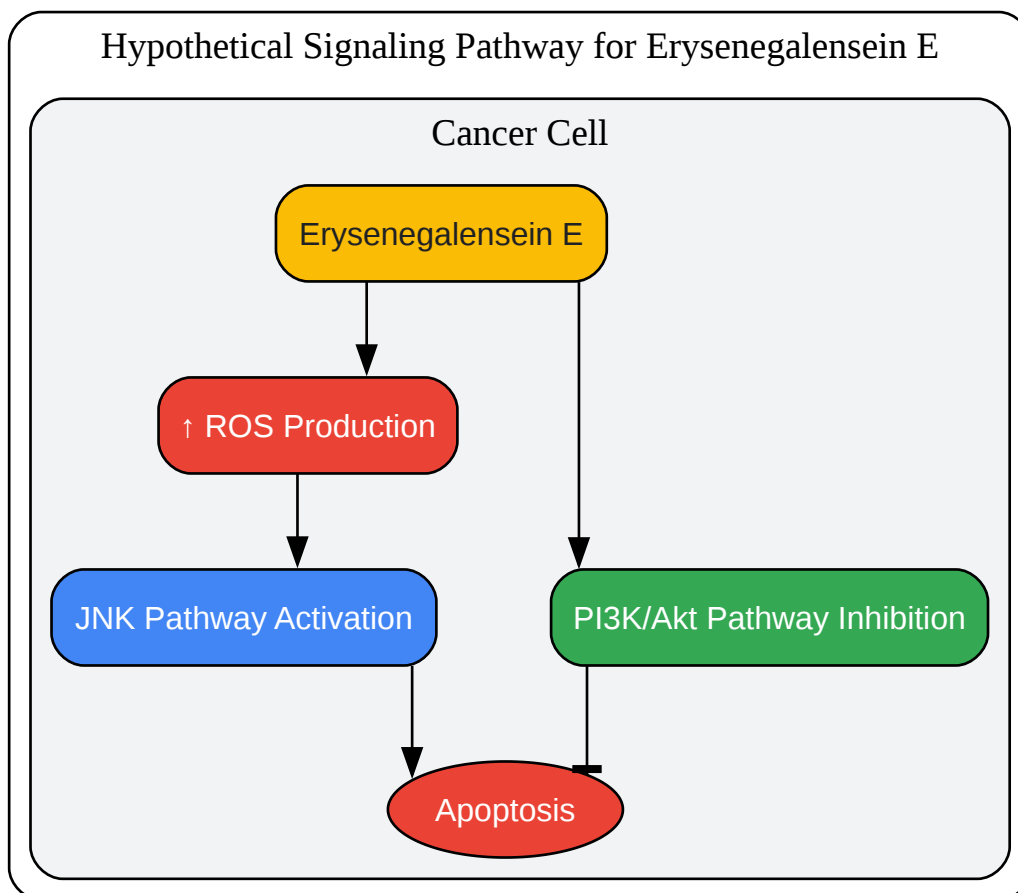 Hypothetical Signaling Pathway for Erysenegalensein E
Cancer Cell
Erysenegalensein E
↑ ROS Production
JNK Pathway Activation
PI3K/Akt Pathway Inhibition
Apoptosis